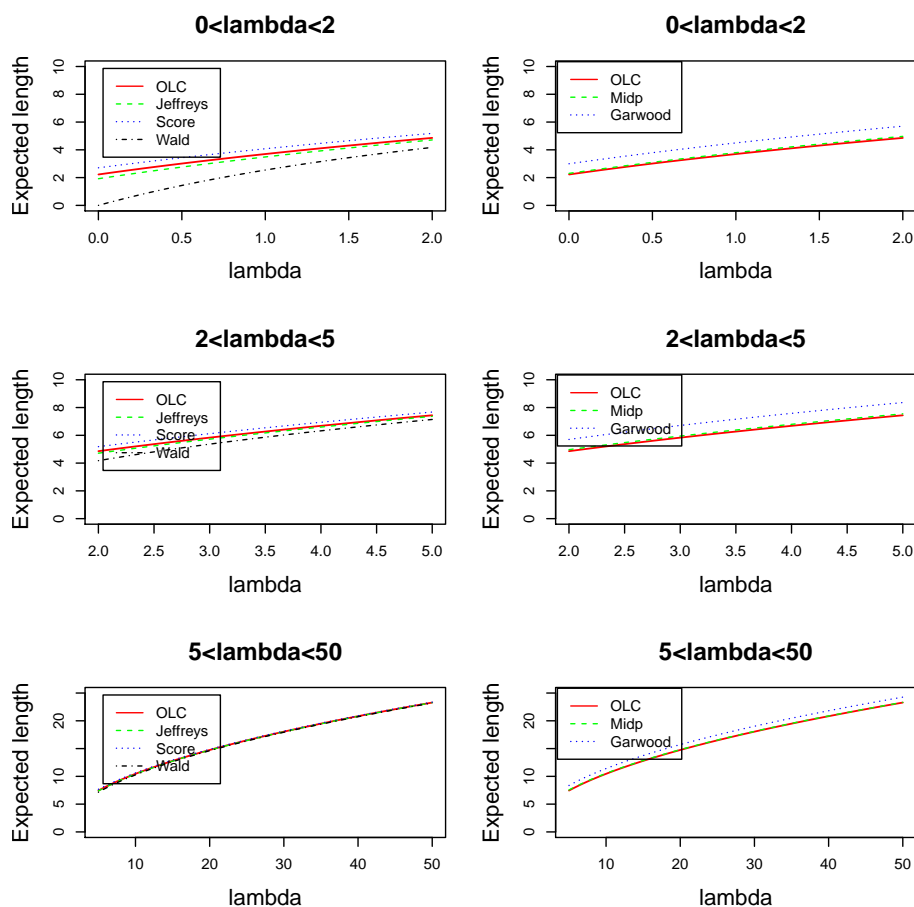 0<lambda<2
Expected length
10
8
6
4
2
0
OLC
Jeffreys
Score
Wald
0.0 0.5 1.0 1.5 2.0
lambda
0<lambda<2
Expected length
10
8
6
4
2
0
OLC
Midp
Garwood
0.0 0.5 1.0 1.5 2.0
lambda
2<lambda<5
Expected length
10
8
6
4
2
0
OLC
Jeffreys
Score
Wald
2.0 2.5 3.0 3.5 4.0 4.5 5.0
lambda
2<lambda<5
Expected length
10
8
6
4
2
0
OLC
Midp
Garwood
2.0 2.5 3.0 3.5 4.0 4.5 5.0
lambda
5<lambda<50
Expected length
20
10
5
0
OLC
Jeffreys
Score
Wald
10 20 30 40 50
lambda
5<lambda<50
Expected length
20
10
5
0
OLC
Midp
Garwood
10 20 30 40 50
lambda